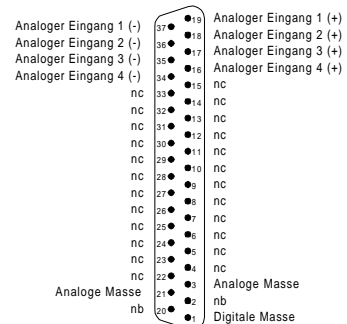 19 Analoger Eingang 1 (+)
Analoger Eingang 1 (-) 37
18 Analoger Eingang 2 (+)
Analoger Eingang 2 (-) 36
17 Analoger Eingang 3 (+)
Analoger Eingang 3 (-) 35
16 Analoger Eingang 4 (+)
Analoger Eingang 4 (-) 34
15 nc
nc 33
14 nc
nc 32
13 nc
nc 31
12 nc
nc 30
11 nc
nc 29
10 nc
nc 28
9 nc
nc 27
8 nc
nc 26
7 nc
nc 25
6 nc
nc 24
5 nc
nc 23
4 nc
nc 22
3 Analoge Masse
Analoge Masse 21
2 nb
nb 20
1 Digitale Masse